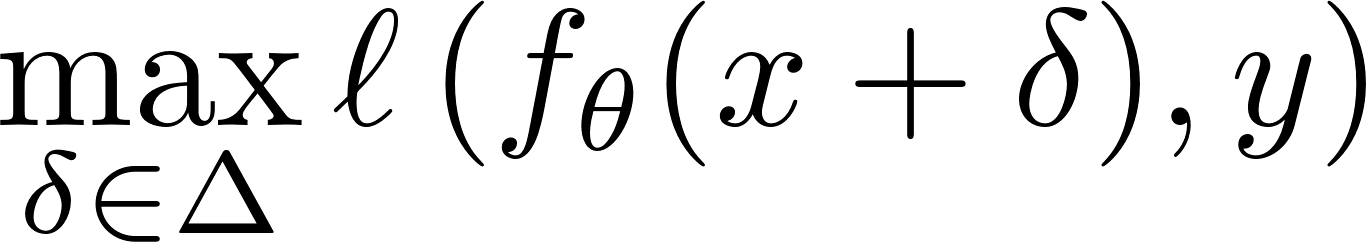 max ℓ (f_θ(x + δ), y)
δ∈Δ